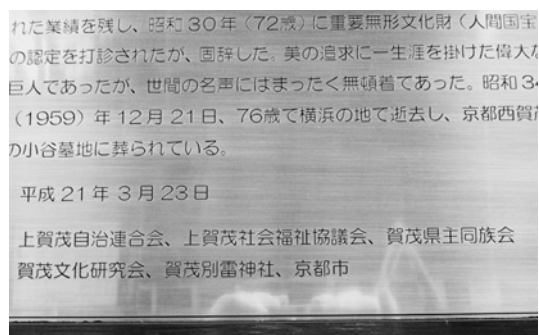 れた業績を残し、昭和30年（72歳）に重要無形文化財（人間国宝
の認定を打診されたが、固辞した。美の追求に一生涯を掛けた偉大な
巨人であったが、世間の名声にはまったく無頓着であった。昭和34
（1959）年12月21日、76歳で横浜の地で逝去し、京都西賀茂
の小谷墓地に葬られている。
平成21年3月23日
上賀茂自治連合会、上賀茂社会福祉協議会、賀茂県主同族会
賀茂文化研究会、賀茂別雷神社、京都市